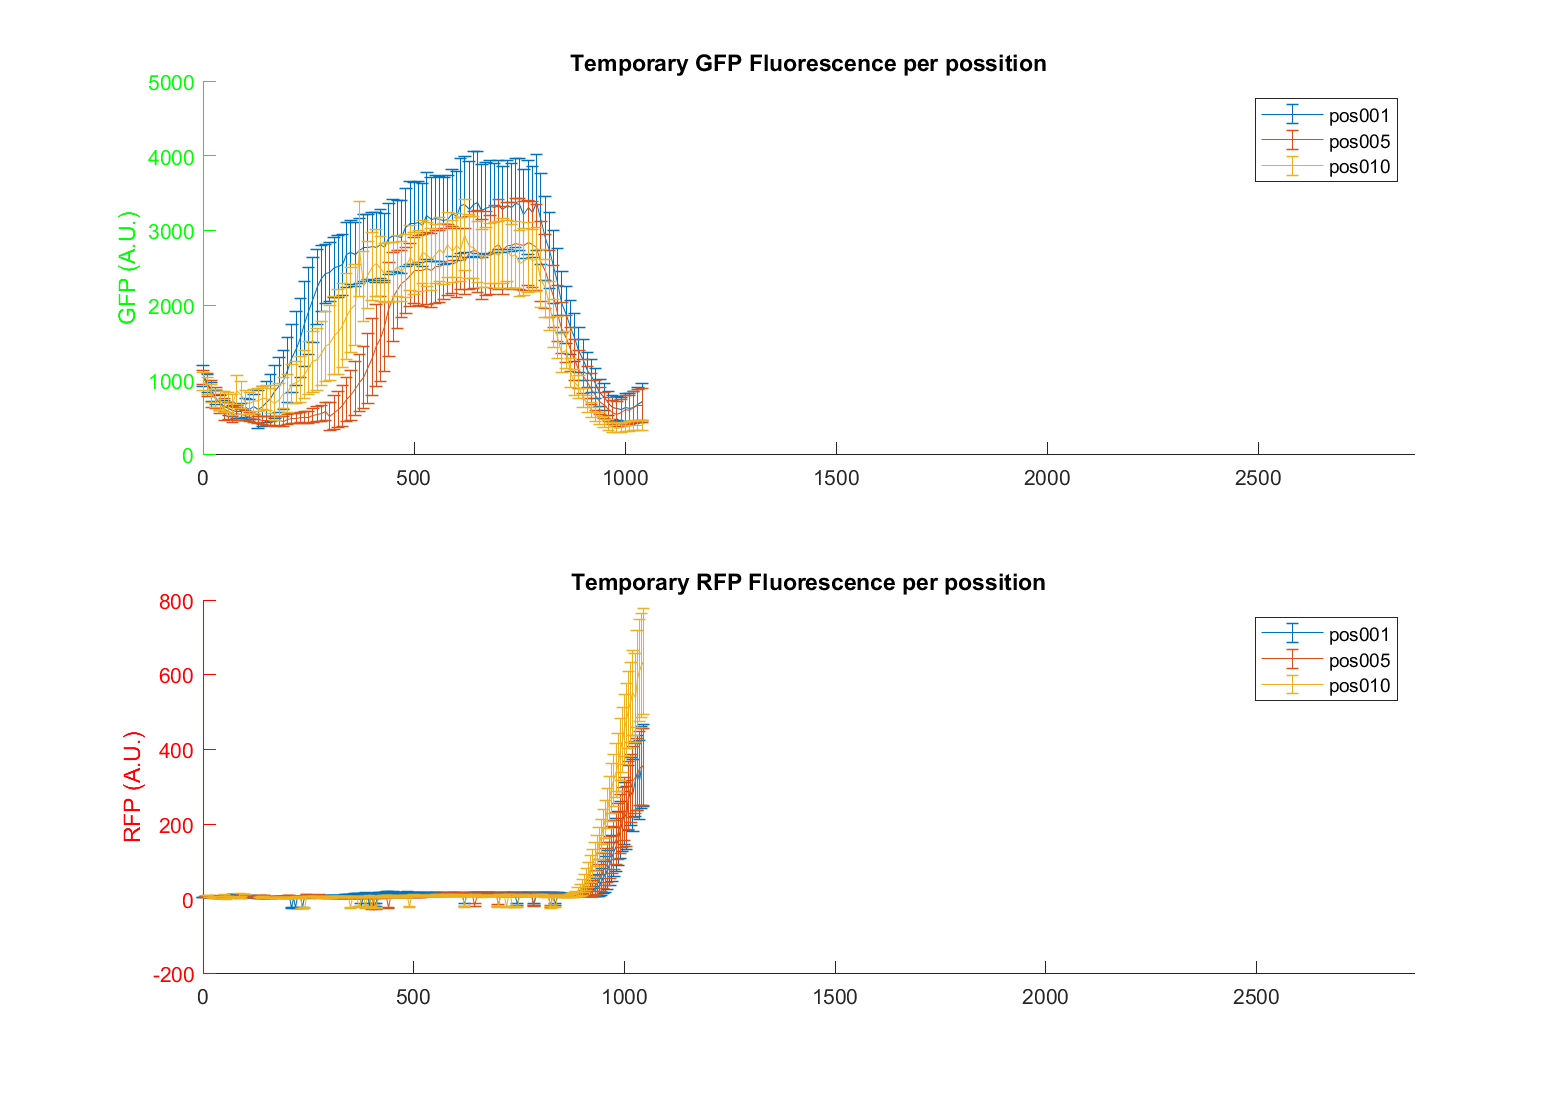 Temporary GFP Fluorescence per possition
5000
4000
3000
2000
1000
0
GFP (A.U.)
0 500 1000 1500 2000 2500
pos001
pos005
pos010
Temporary RFP Fluorescence per possition
800
600
400
200
0
-200
RFP (A.U.)
0 500 1000 1500 2000 2500
pos001
pos005
pos010